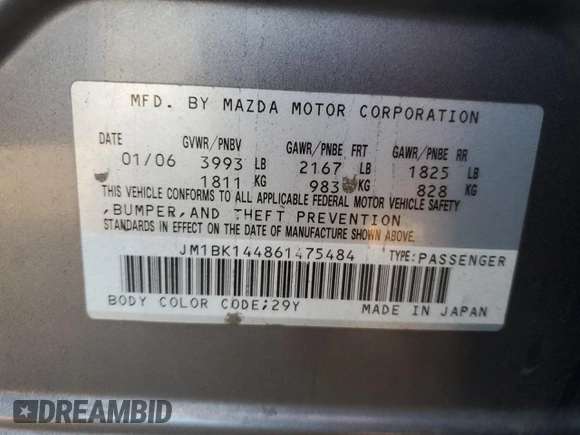 MFD. BY MAZDA MOTOR CORPORATION
DATE GVWR/PNBV GAWR/PNBE FRT GAWR/PNBE RR
01/06 3993 LB 2167 LB 1825 LB
1811 KG 983 KG 828 KG
THIS VEHICLE CONFORMS TO ALL APPLICABLE FEDERAL MOTOR VEHICLE SAFETY
,BUMPER,AND THEFT PREVENTION
STANDARDS IN EFFECT ON THE DATE OF MANUFACTURE SHOWN ABOVE.
JM1BK144861475484 TYPE:PASSENGER
BODY COLOR CODE;29Y MADE IN JAPAN
DREAMBID